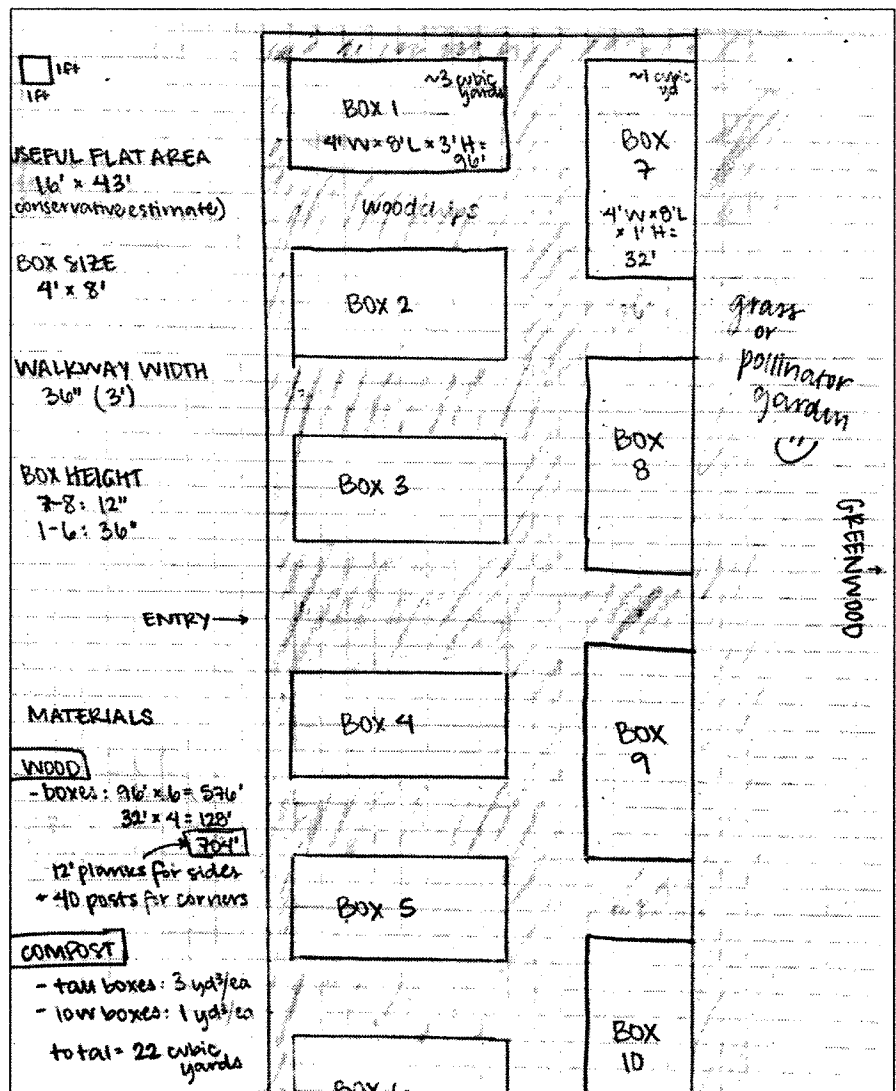 1ft
1ft
USEFUL FLAT AREA
16' × 43'
(conservative estimate)
BOX SIZE
4' × 8'
WALKWAY WIDTH
36" (3')
BOX HEIGHT
7-8: 12"
1-6: 36"
ENTRY →
MATERIALS
WOOD
- boxes: 96' × 6 = 576'
32' × 4 = 128'
704'
12' planks for sides
+ 40 posts for corners
COMPOST
- tall boxes: 3 yd³/ea
- low boxes: 1 yd³/ea
total = 22 cubic
yards
~3 cubic
yards
BOX 1
4' W × 8' L × 3' H =
96'
woodchips
BOX 2
BOX 3
BOX 4
BOX 5
BOX 6
~1 cubic
yd
BOX
7
4' W × 8' L
× 1' H =
32'
BOX
8
BOX
9
BOX
10
grass
or
pollinator
garden
GREENWOOD →